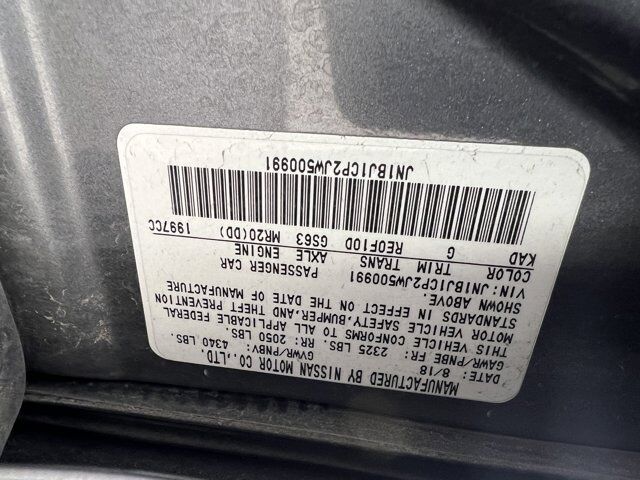 MANUFACTURED BY NISSAN MOTOR CO.,LTD.
DATE: 8/18 GVWR/PNBV: 4340 LBS.
GAWR/PNBE FR: 2325 LBS. RR: 2050 LBS
THIS VEHICLE CONFORMS TO ALL APPLICABLE FEDERAL
MOTOR VEHICLE SAFETY,BUMPER,AND THEFT PREVENTION
STANDARDS IN EFFECT ON THE DATE OF MANUFACTURE
SHOWN ABOVE.
VIN: JN1BJ1CP2JW500991 PASSENGER CAR
COLOR TRIM TRANS AXLE ENGINE
KAD G RE0F10D GS63 MR20(DD) 1997CC
JN1BJ1CP2JW500991